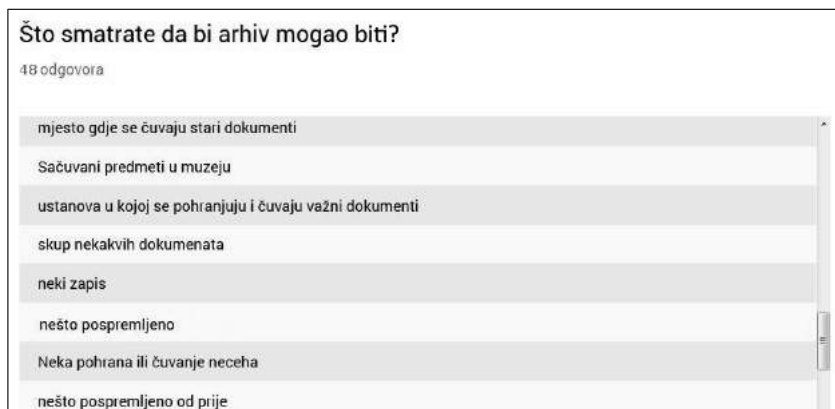 Što smatrate da bi arhiv mogao biti?
48 odgovora
mjesto gdje se čuvaju stari dokumenti
Sačuvani predmeti u muzeju
ustanova u kojoj se pohranjuju i čuvaju važni dokumenti
skup nekakvih dokumenata
neki zapis
nešto pospremljeno
Neka pohrana ili čuvanje neceha
nešto pospremljeno od prije